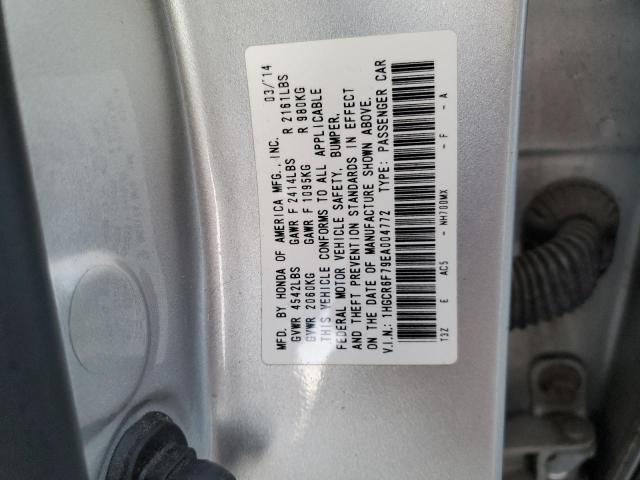 MFD. BY HONDA OF AMERICA MFG., INC. 03/'14
GVWR 4542LBS GAWR F 2414LBS R 2161LBS
GVWR 2060KG GAWR F 1095KG R 980KG
THIS VEHICLE CONFORMS TO ALL APPLICABLE
FEDERAL MOTOR VEHICLE SAFETY, BUMPER,
AND THEFT PREVENTION STANDARDS IN EFFECT
ON THE DATE OF MANUFACTURE SHOWN ABOVE.
V.I.N.: 1HGCR6F79EA004772 TYPE: PASSENGER CAR
T3Z E AC5 - NH700MX - F - A